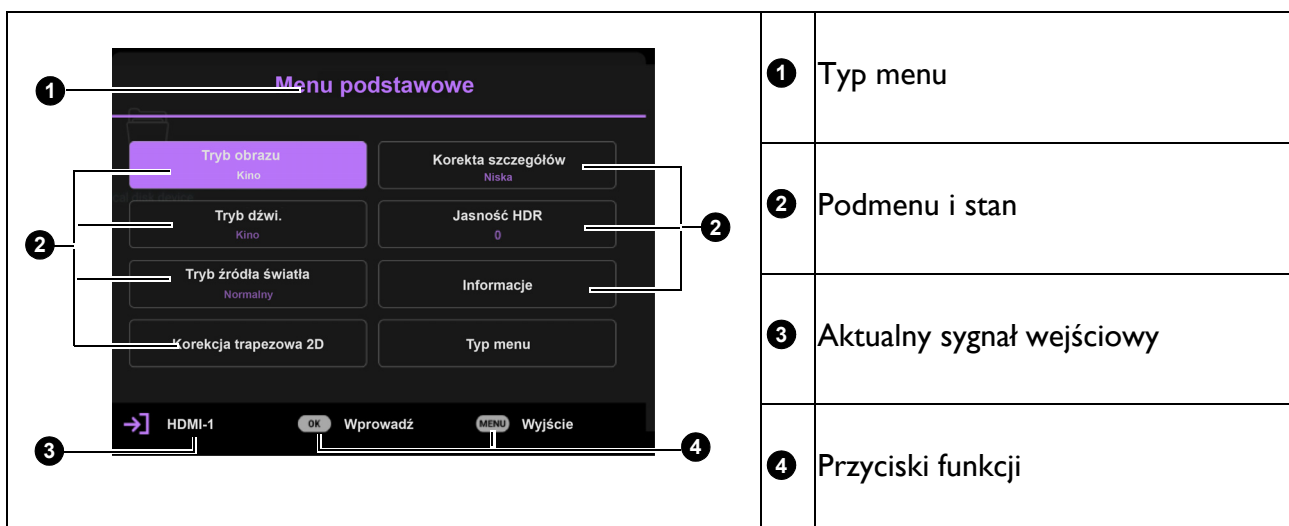 1 Menu podstawowe
Tryb obrazu
Kino
Korekta szczegółów
Niska
Tryb dźwi.
Kino
Jasność HDR
0
2
2
Tryb źródła światła
Normalny
Informacje
Korekcja trapezowa 2D
Typ menu
HDMI-1 OK Wprowadź MENU Wyjście
3
4
1 Typ menu
2 Podmenu i stan
3 Aktualny sygnał wejściowy
4 Przyciski funkcji